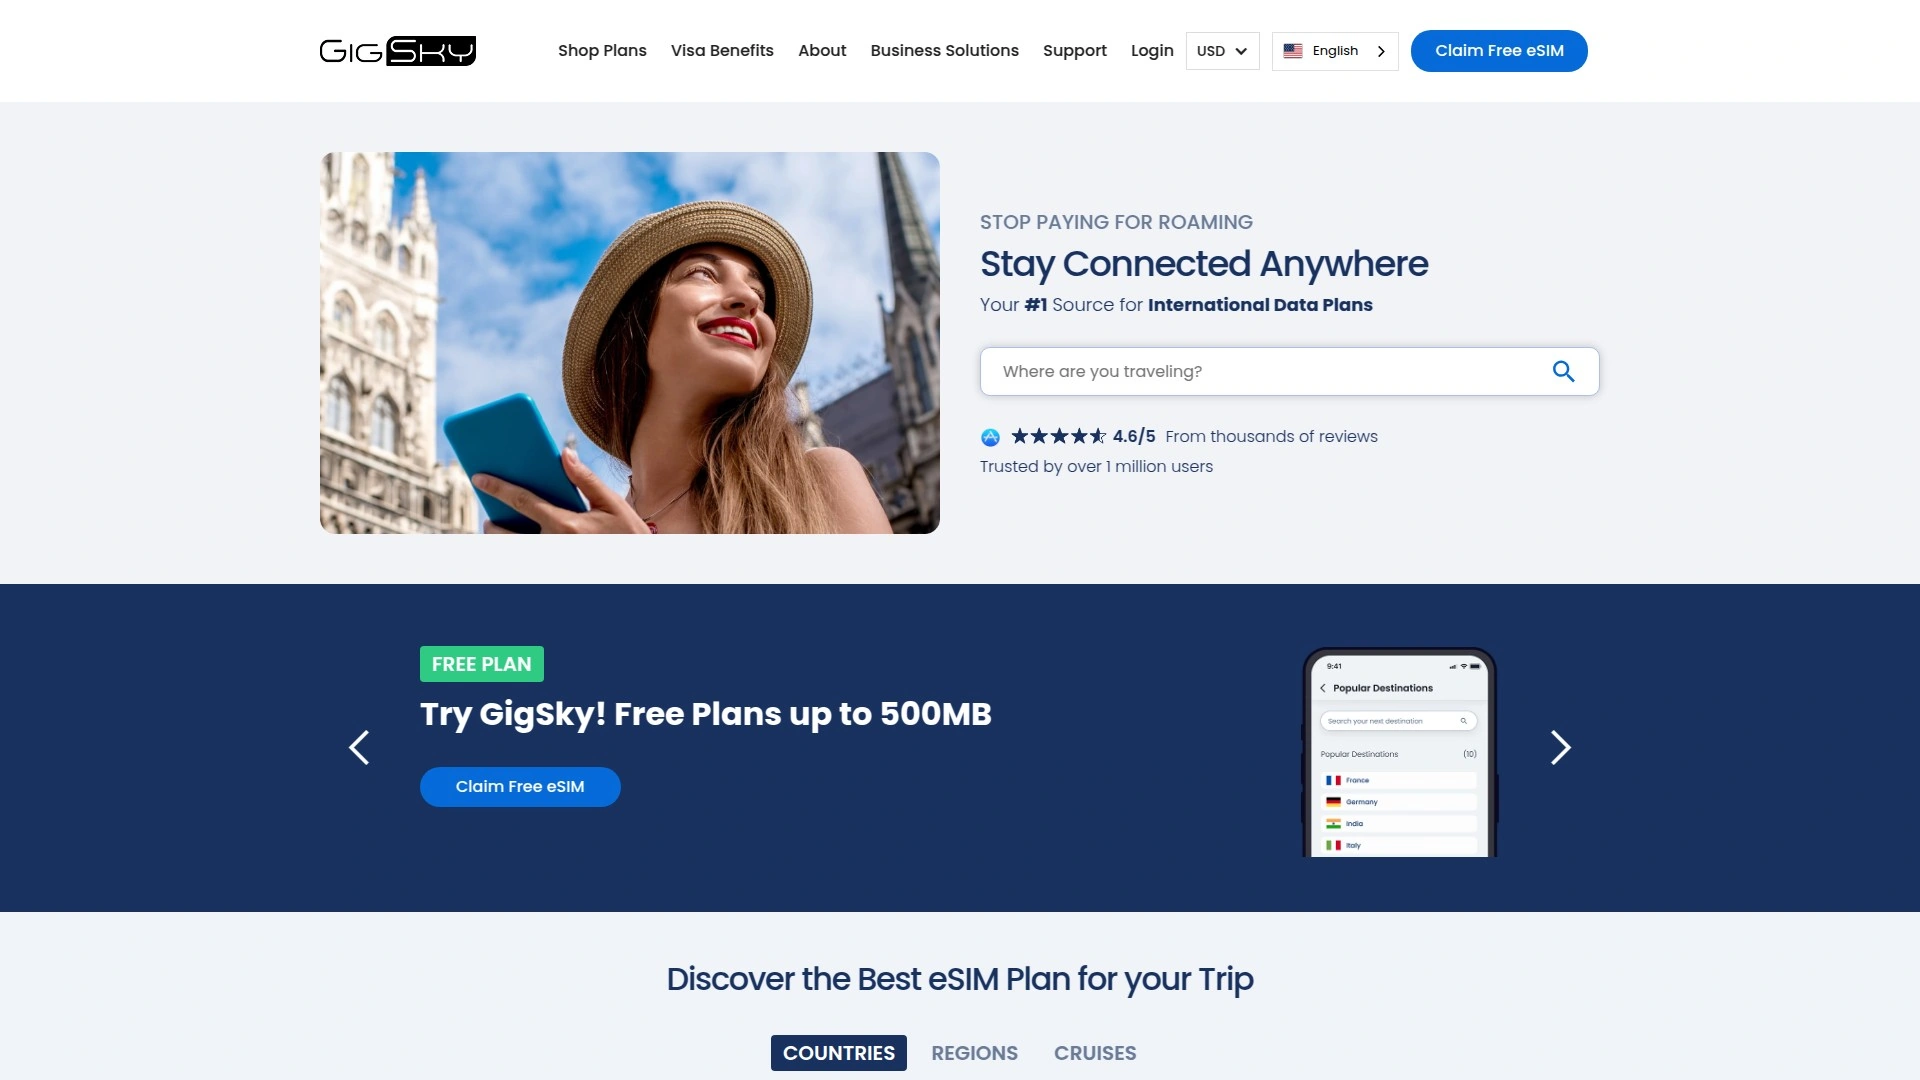 GigSky
Shop Plans
Visa Benefits
About
Business Solutions
Support
Login
USD
English
Claim Free eSIM
STOP PAYING FOR ROAMING
Stay Connected Anywhere
Your #1 Source for International Data Plans
Where are you traveling?
4.6/5 From thousands of reviews
Trusted by over 1 million users
FREE PLAN
Try GigSky! Free Plans up to 500MB
Claim Free eSIM
9:41
Popular Destinations
Search your next destination
Popular Destinations (10)
France
Germany
India
Italy
Discover the Best eSIM Plan for your Trip
COUNTRIES
REGIONS
CRUISES